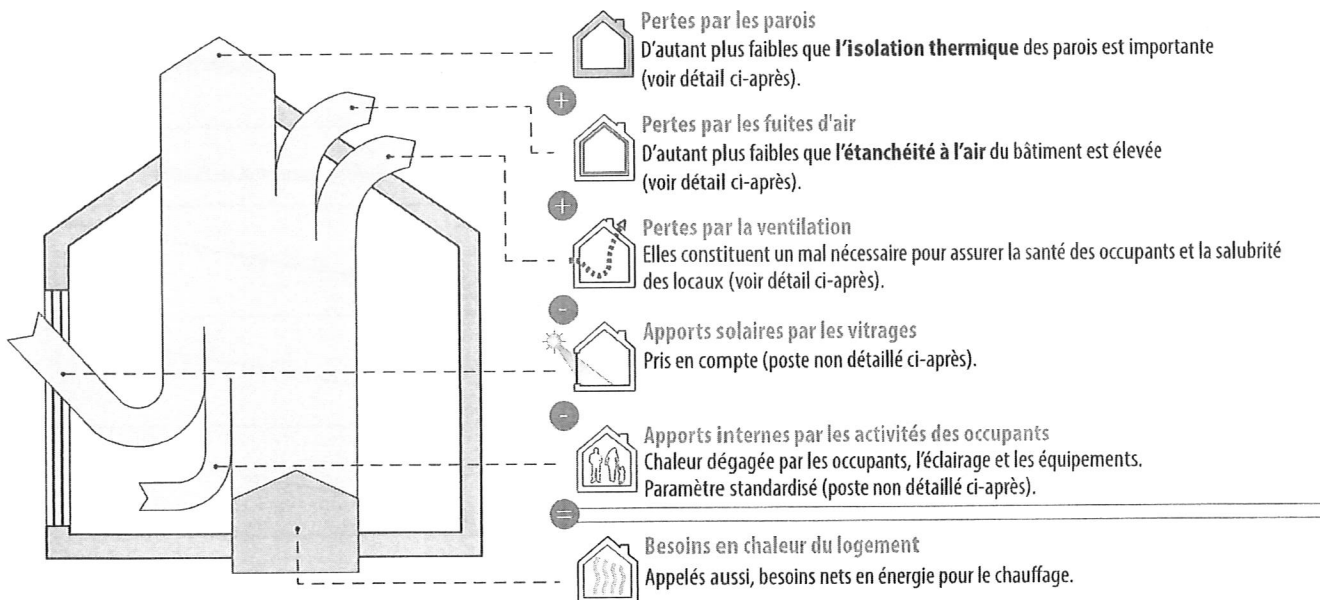 Pertes par les parois
D'autant plus faibles que l'isolation thermique des parois est importante
(voir détail ci-après).
+
Pertes par les fuites d'air
D'autant plus faibles que l'étanchéité à l'air du bâtiment est élevée
(voir détail ci-après).
+
Pertes par la ventilation
Elles constituent un mal nécessaire pour assurer la santé des occupants et la salubrité
des locaux (voir détail ci-après).
-
Apports solaires par les vitrages
Pris en compte (poste non détaillé ci-après).
-
Apports internes par les activités des occupants
Chaleur dégagée par les occupants, l'éclairage et les équipements.
Paramètre standardisé (poste non détaillé ci-après).
=
Besoins en chaleur du logement
Appelés aussi, besoins nets en énergie pour le chauffage.